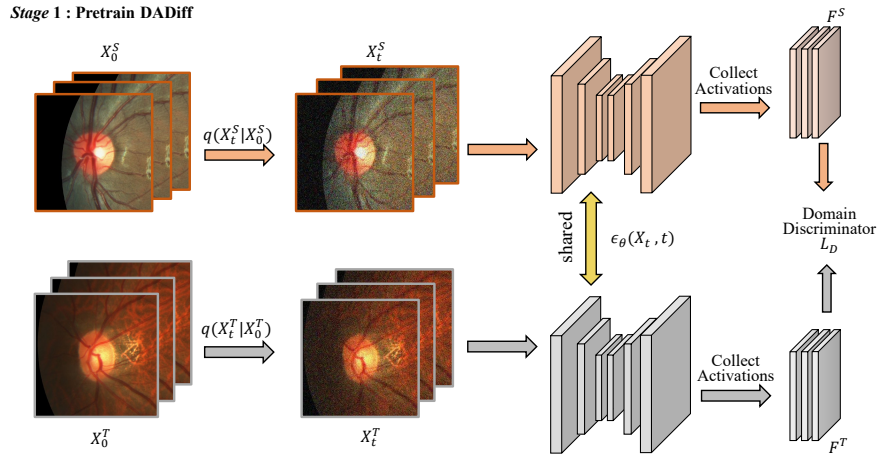 Stage 1 : Pretrain DADiff
X_0^S
X_t^S
F^S
q(X_t^S|X_0^S)
Collect
Activations
shared
ϵ_θ(X_t , t)
Domain
Discriminator
L_D
q(X_t^T|X_0^T)
Collect
Activations
X_0^T
X_t^T
F^T